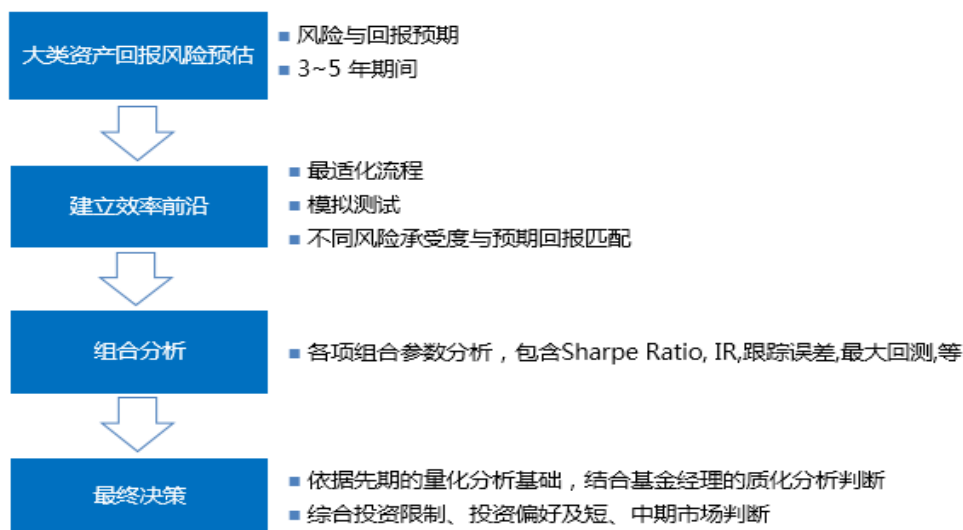 大类资产回报风险预估
■ 风险与回报预期
■ 3~5 年期间
建立效率前沿
■ 最适化流程
■ 模拟测试
■ 不同风险承受度与预期回报匹配
组合分析
■ 各项组合参数分析，包含Sharpe Ratio, IR,跟踪误差,最大回测,等
最终决策
■ 依据先期的量化分析基础，结合基金经理的质化分析判断
■ 综合投资限制、投资偏好及短、中期市场判断